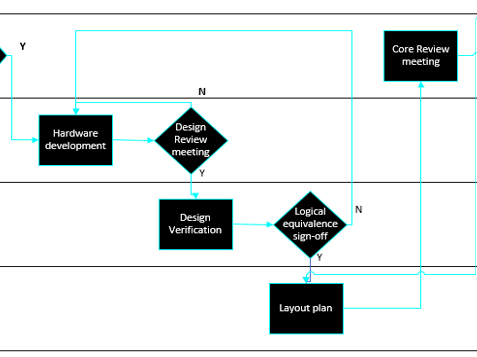 Y
Core Review
meeting
N
Hardware
development
Design
Review
meeting
Y
Design
Verification
Logical
equivalence
sign-off
N
Y
Layout plan